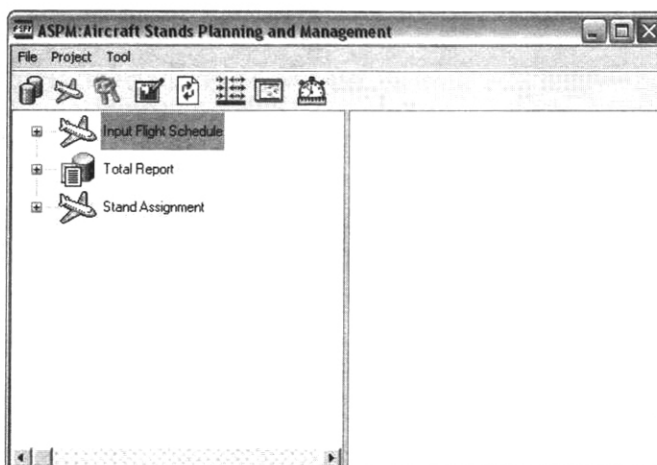 ASPM:Aircraft Stands Planning and Management
File Project Tool
Input Flight Schedule
Total Report
Stand Assignment